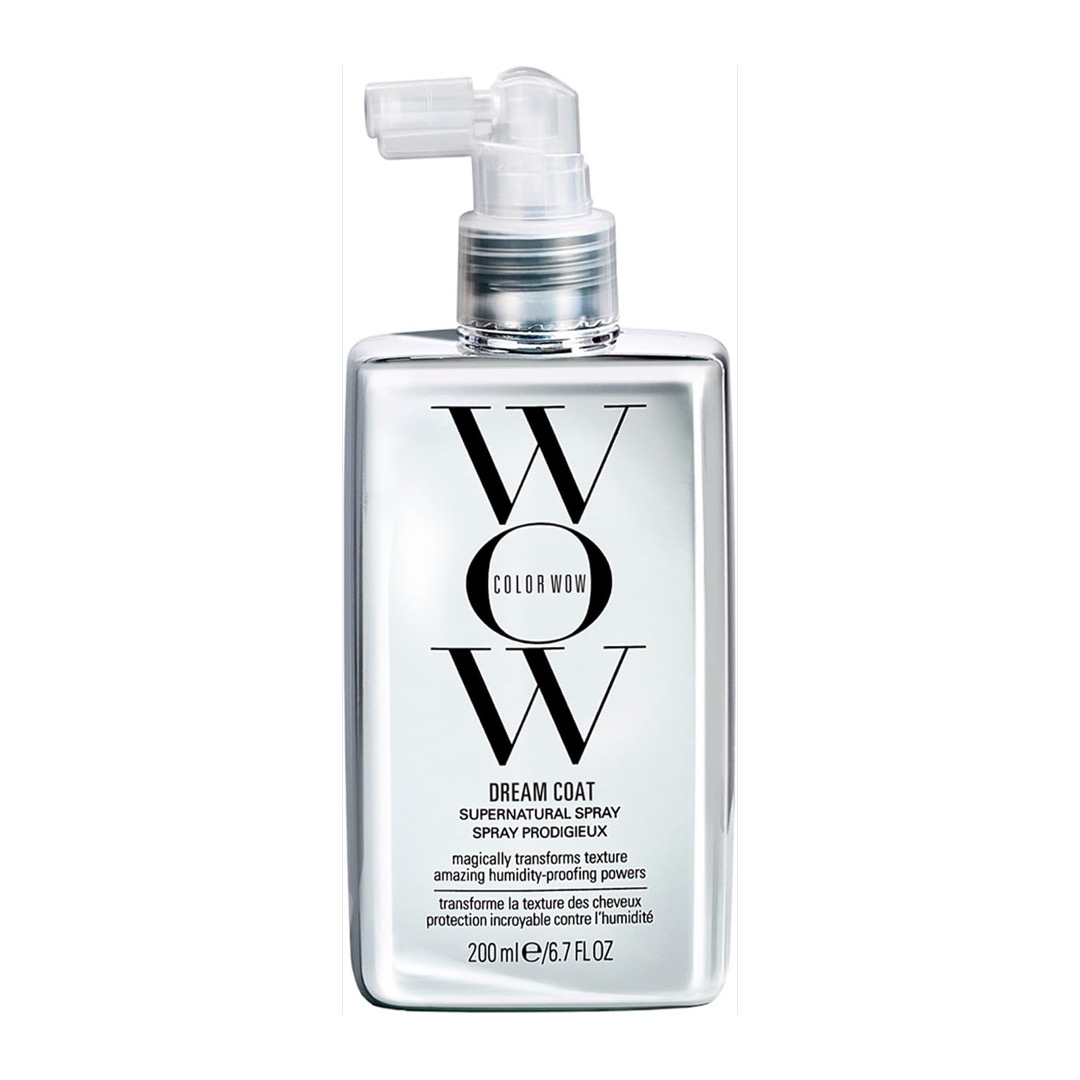 W
O
COLOR WOW
W
DREAM COAT
SUPERNATURAL SPRAY
SPRAY PRODIGIEUX
magically transforms texture
amazing humidity-proofing powers
transforme la texture des cheveux
protection incroyable contre l'humidité
200 ml℮/6.7 FL OZ